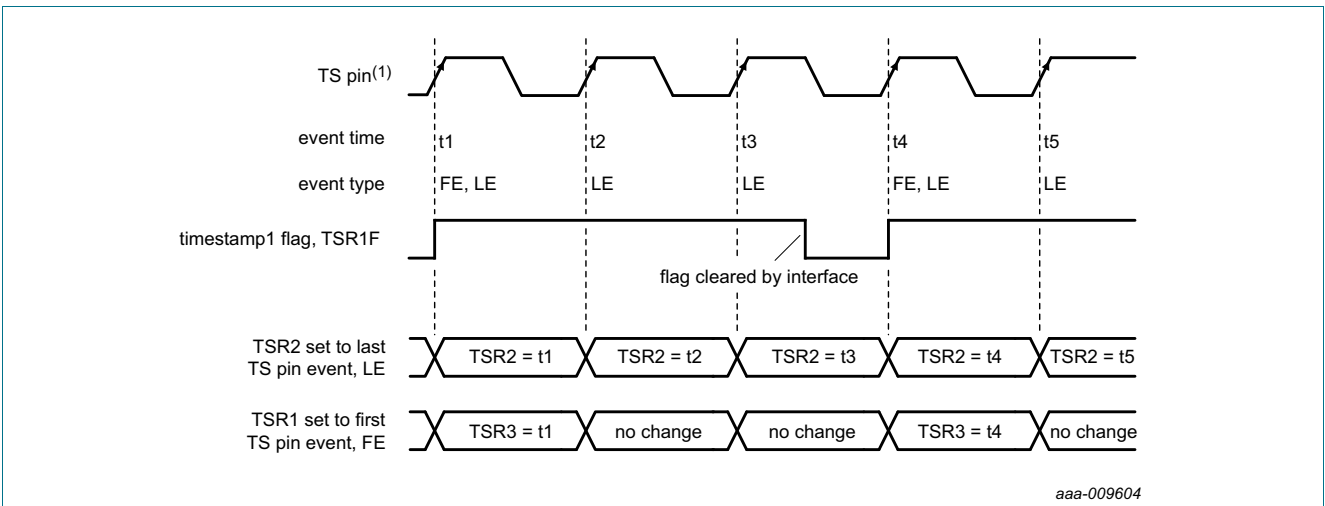 TS pin(1)
event time t1 t2 t3 t4 t5
event type FE, LE LE LE FE, LE LE
timestamp1 flag, TSR1F
flag cleared by interface
TSR2 set to last
TS pin event, LE
TSR2 = t1 TSR2 = t2 TSR2 = t3 TSR2 = t4 TSR2 = t5
TSR1 set to first
TS pin event, FE
TSR3 = t1 no change no change TSR3 = t4 no change
aaa-009604